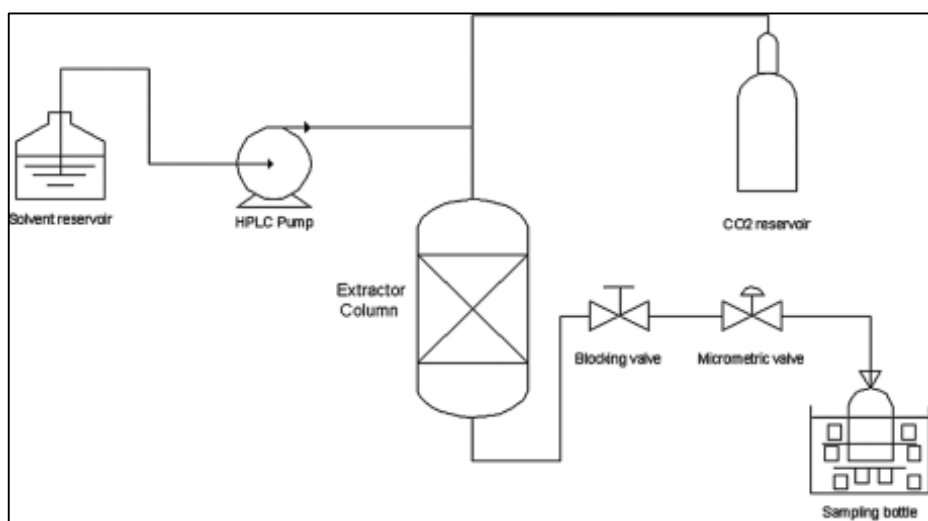 Solvent reservoir
HPLC Pump
CO2 reservoir
Extractor
Column
Blocking valve
Micrometric valve
Sampling bottle